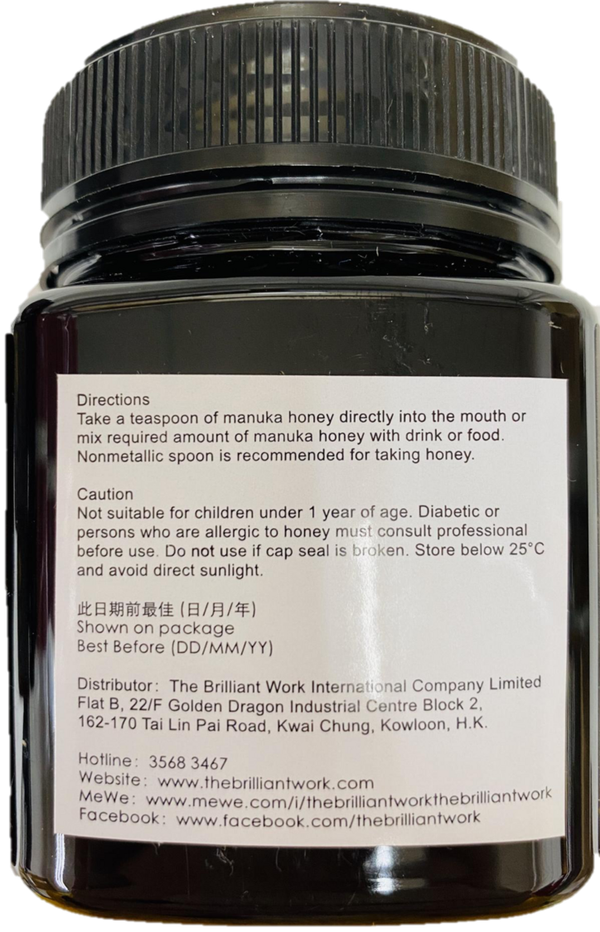 Directions
Take a teaspoon of manuka honey directly into the mouth or
mix required amount of manuka honey with drink or food.
Nonmetallic spoon is recommended for taking honey.
Caution
Not suitable for children under 1 year of age. Diabetic or
persons who are allergic to honey must consult professional
before use. Do not use if cap seal is broken. Store below 25°C
and avoid direct sunlight.
此日期前最佳 (日/月/年)
Shown on package
Best Before (DD/MM/YY)
Distributor: The Brilliant Work International Company Limited
Flat B, 22/F Golden Dragon Industrial Centre Block 2,
162-170 Tai Lin Pai Road, Kwai Chung, Kowloon, H.K.
Hotline: 3568 3467
Website: www.thebrilliantwork.com
MeWe: www.mewe.com/i/thebrilliantworkthebrilliantwork
Facebook: www.facebook.com/thebrilliantwork